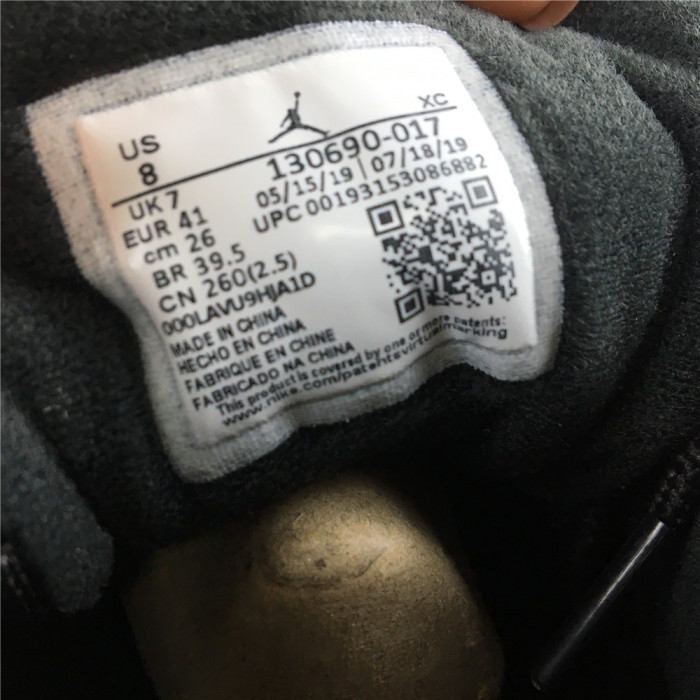 XC
US
8
130690-017
05/15/19 | 07/18/19
UPC 00193153086882
UK 7
EUR 41
cm 26
BR 39.5
CN 260(2.5)
000LAVU9HJA1D
MADE IN CHINA
HECHO EN CHINA
FABRIQUE EN CHINE
FABRICADO NA CHINA
This product is covered by one or more patents:
www.nike.com/patentsvirtualmarking